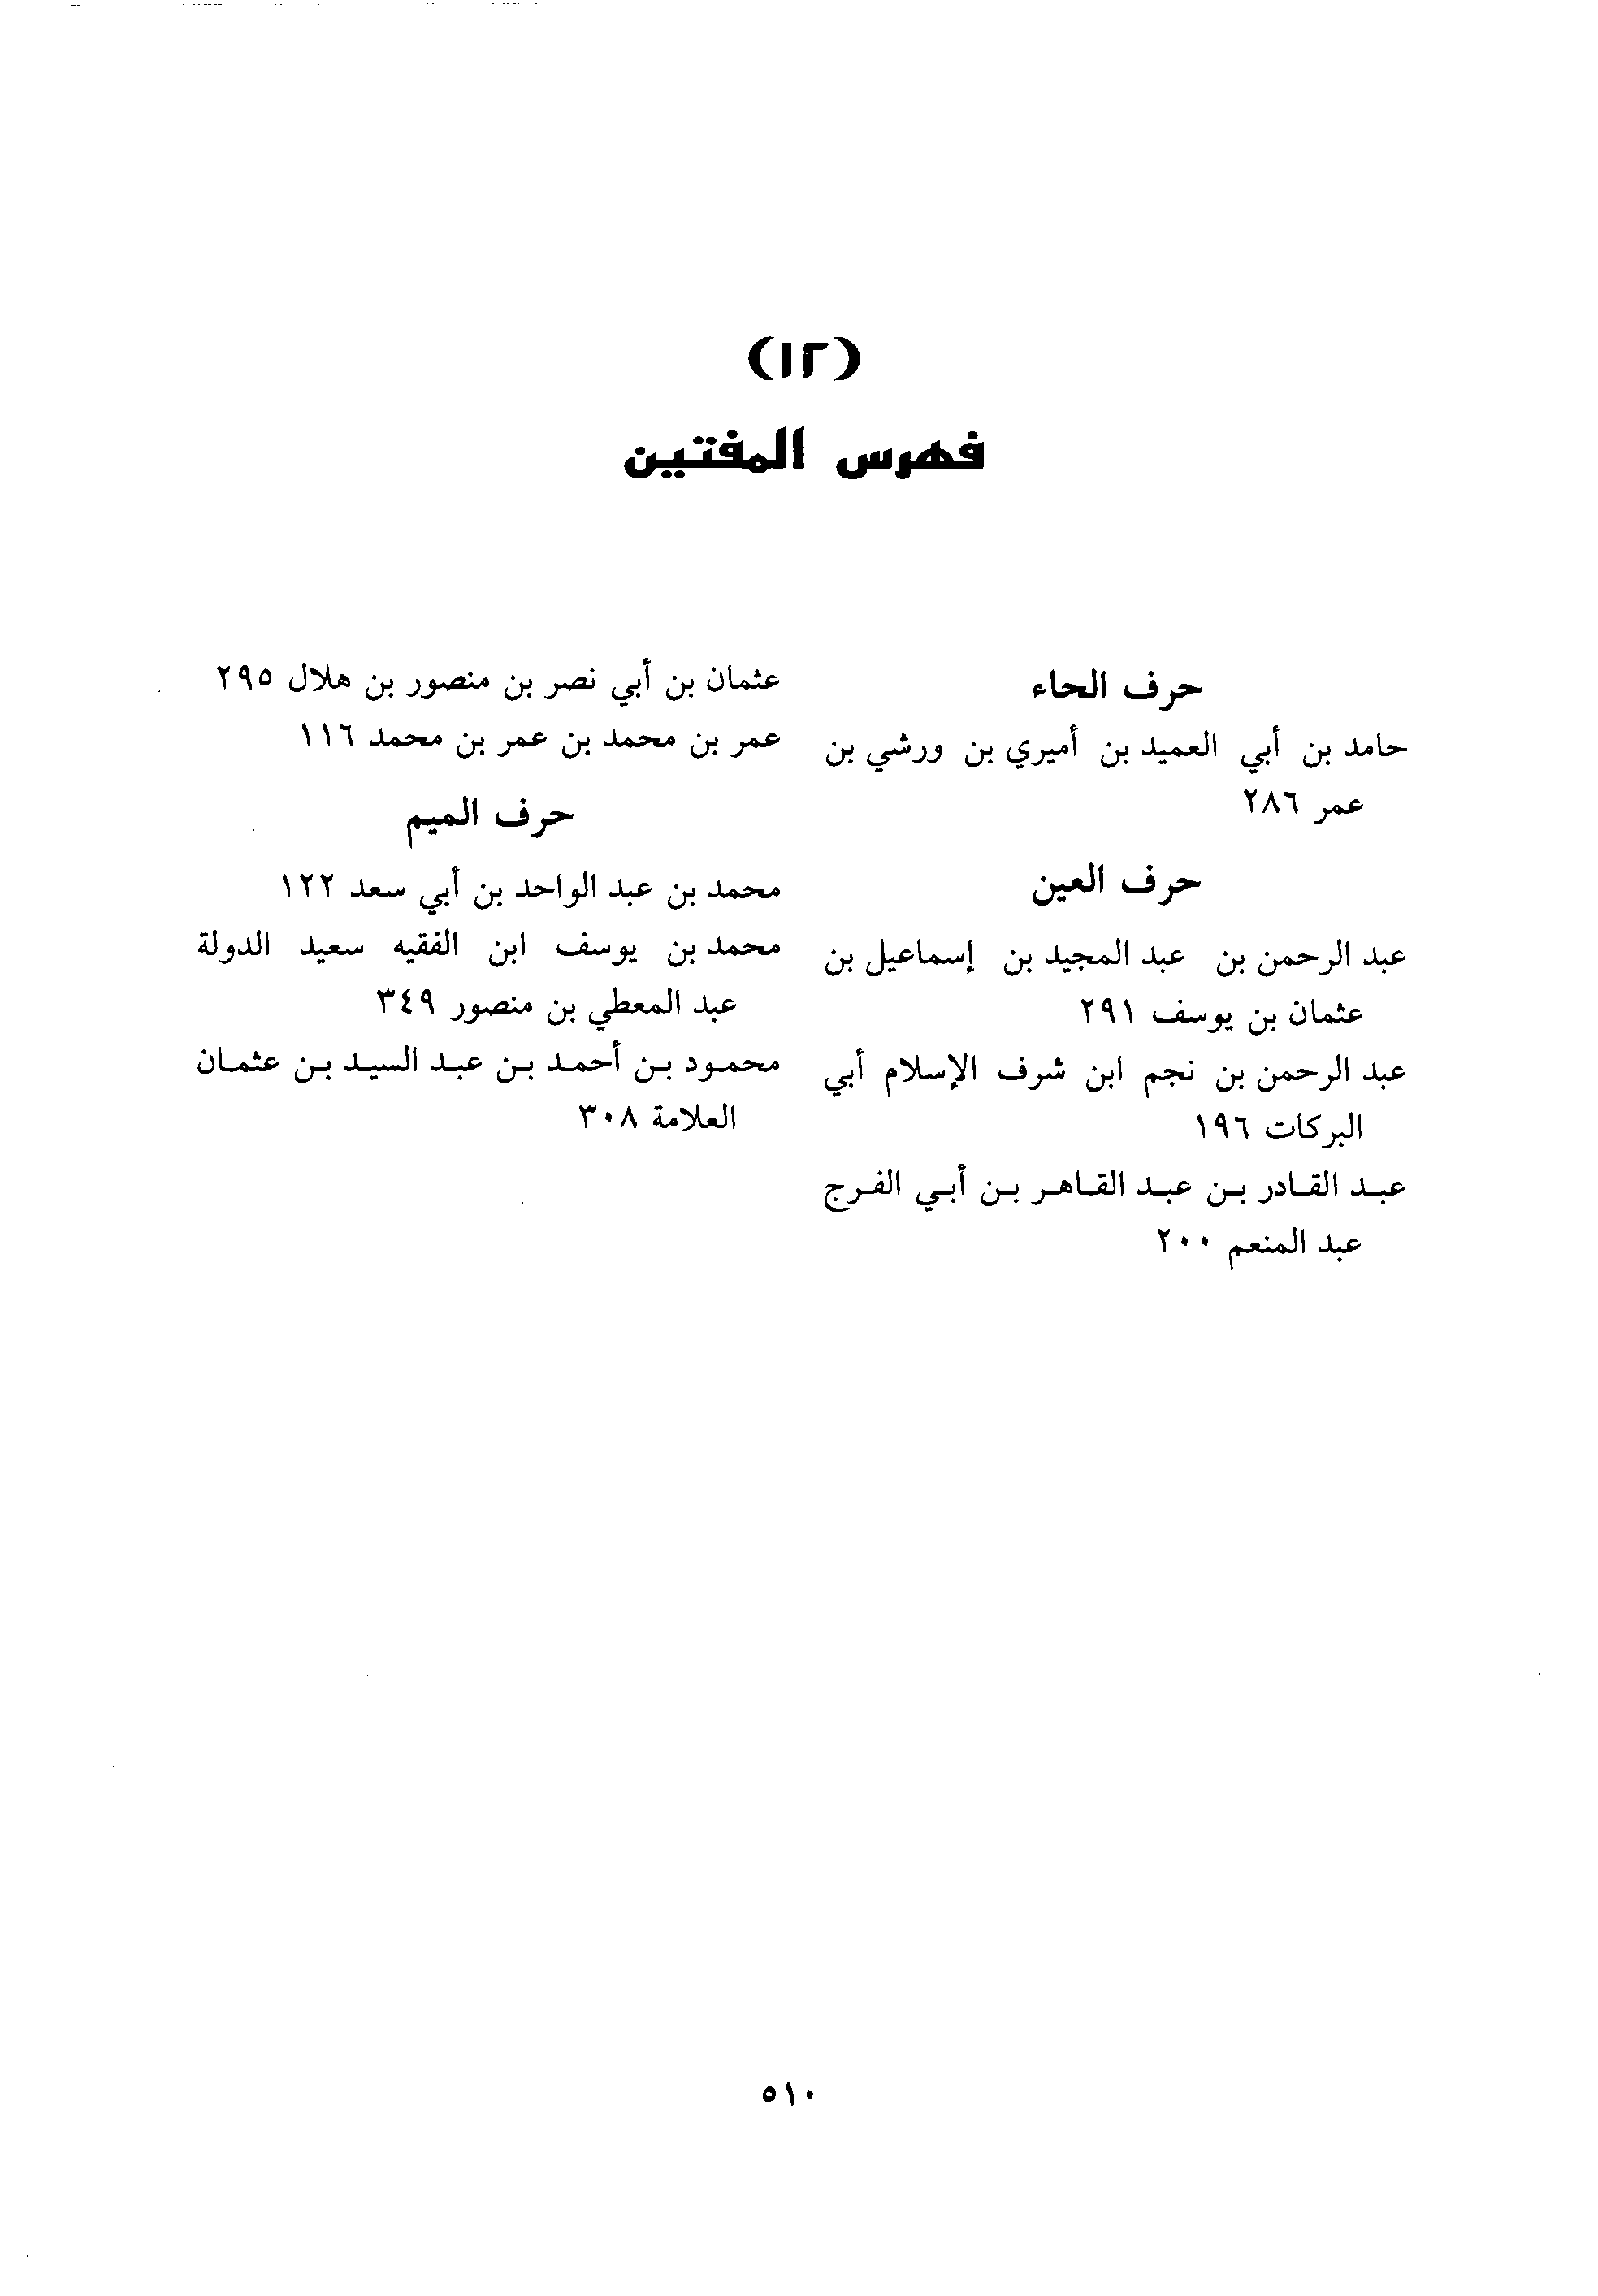 (١٢)
فهرس المفتين
حرف الحاء
حامد بن أبي العميد بن أميري بن ورشي بن
عمر ٢٨٦
حرف العين
عبد الرحمن بن عبد المجيد بن إسماعيل بن
عثمان بن يوسف ٢٩١
عبد الرحمن بن نجم ابن شرف الإسلام أبي
البركات ١٩٦
عبد القادر بن عبد القاهر بن أبي الفرج
عبد المنعم ٢٠٠
عثمان بن أبي نصر بن منصور بن هلال ٢٩٥
عمر بن محمد بن عمر بن محمد ١١٦
حرف الميم
محمد بن عبد الواحد بن أبي سعد ١٢٢
محمد بن يوسف ابن الفقيه سعيد الدولة
عبد المعطي بن منصور ٣٤٩
محمود بن أحمد بن عبد السيد بن عثمان
العلامة ٣٠٨
٥١٠